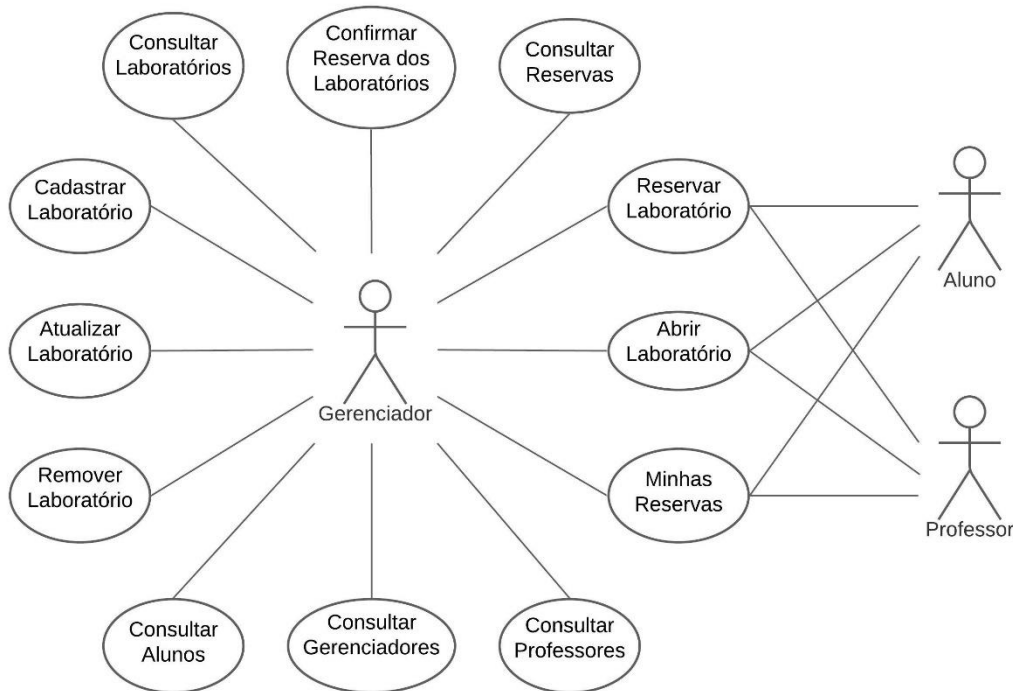 Consultar
Laboratórios
Confirmar
Reserva dos
Laboratórios
Consultar
Reservas
Cadastrar
Laboratório
Reservar
Laboratório
Aluno
Atualizar
Laboratório
Gerenciador
Abrir
Laboratório
Remover
Laboratório
Minhas
Reservas
Professor
Consultar
Alunos
Consultar
Gerenciadores
Consultar
Professores